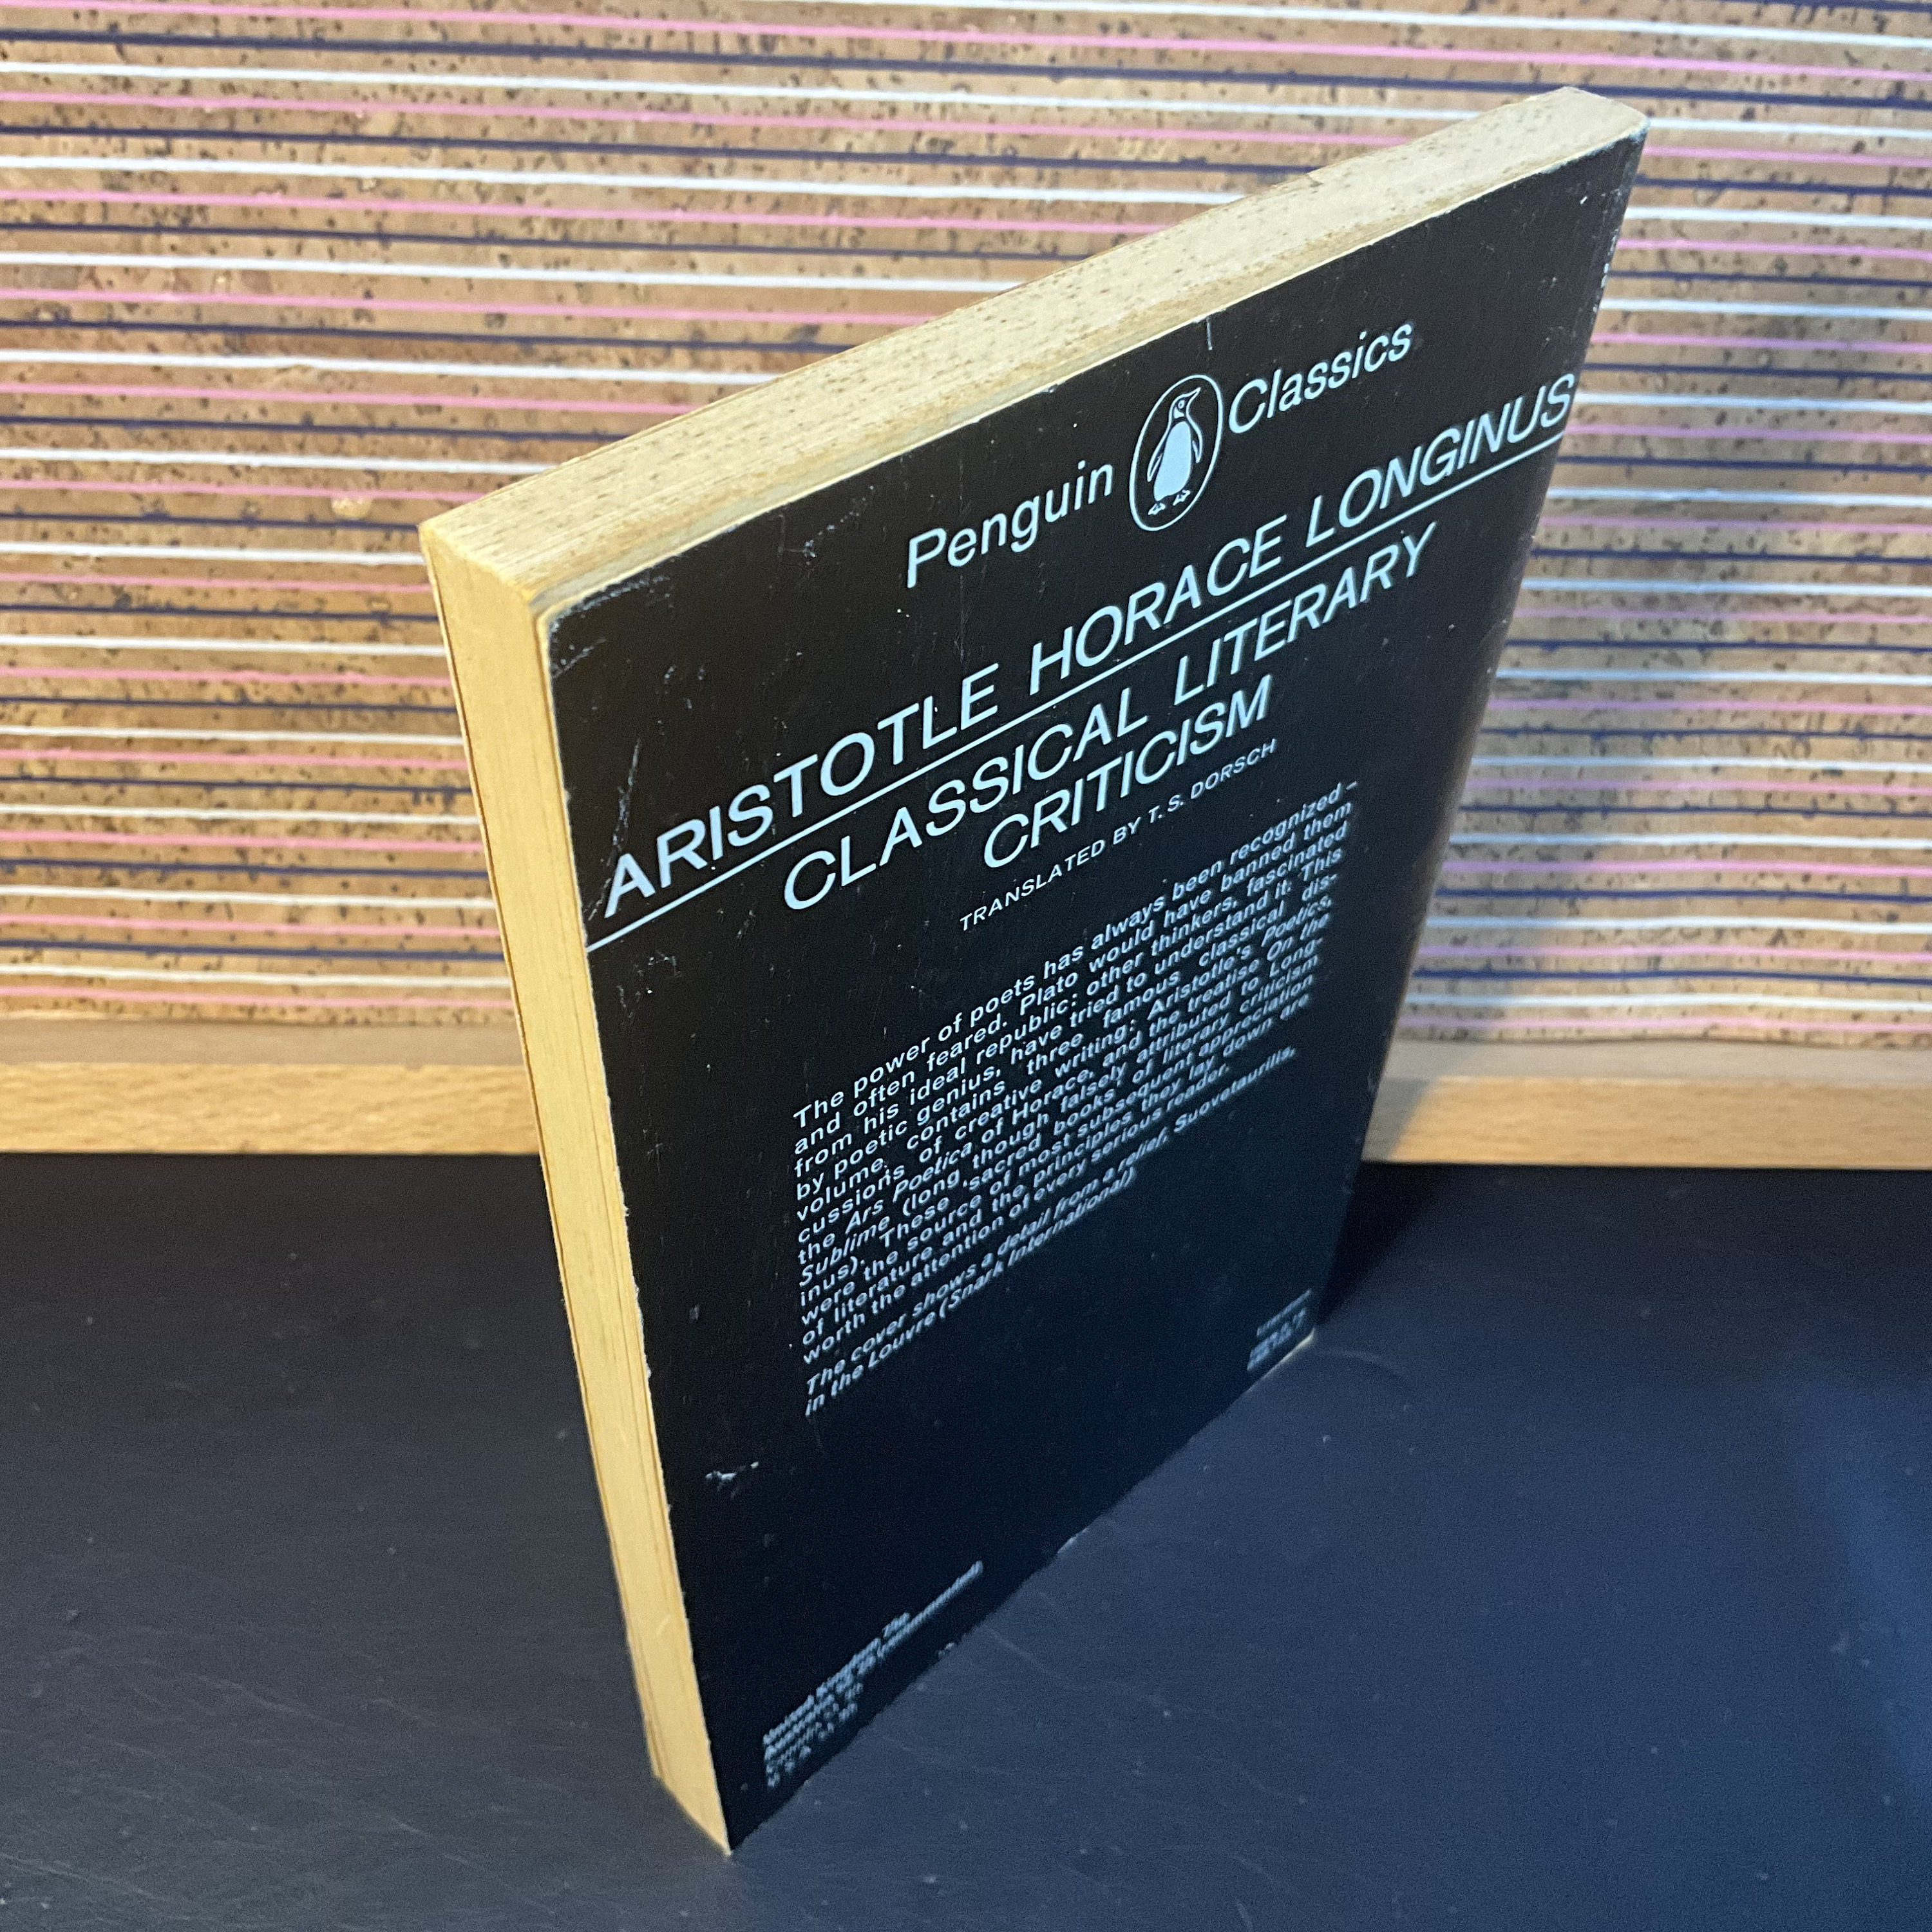 Penguin Classics
ARISTOTLE HORACE LONGINUS
CLASSICAL LITERARY
CRITICISM
TRANSLATED BY T. S. DORSCH
The power of poets has always been recognized –
and often feared. Plato would have banned them
from his ideal republic: other thinkers, fascinated
by poetic genius, have tried to understand it. This
volume, contains three famous classical dis-
cussions of creative writing: Aristotle's Poetics,
the Ars Poetica of Horace, and the treatise On the
Sublime (long though falsely attributed to Long-
inus). These 'sacred books' of literary criticism
were the source of most subsequent appreciation
of literature and the principles they lay down are
worth the attention of every serious reader.
The cover shows a detail from a relief, Suovetaurilis,
in the Louvre (Snark International)
United Kingdom
Australia (recommended)